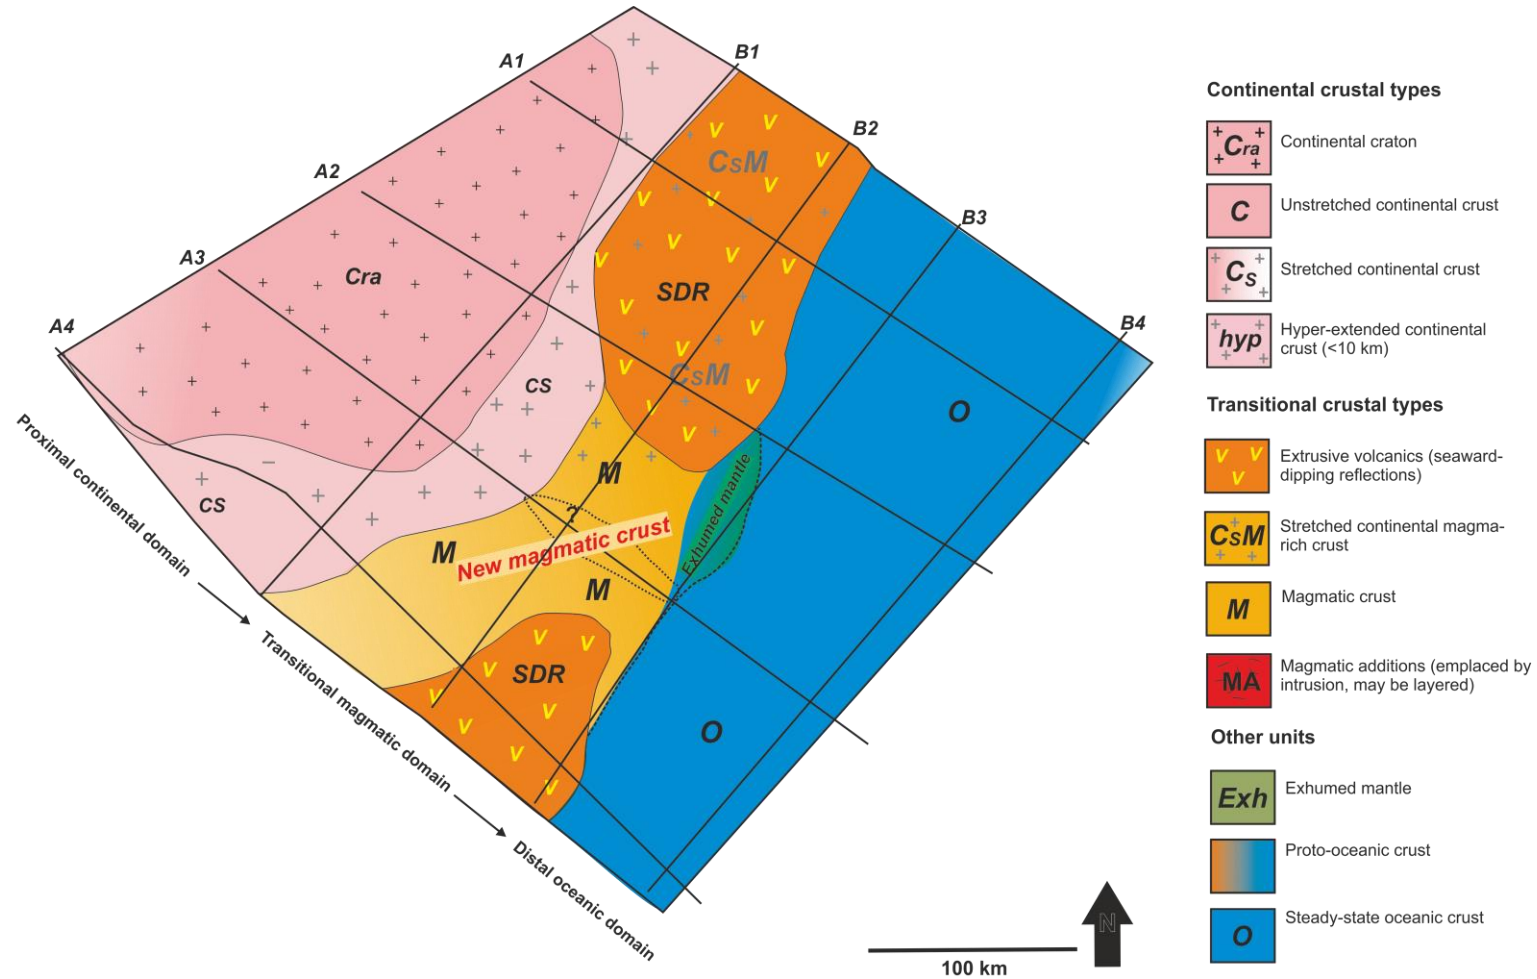 A1
B1
A2
B2
A3
B3
A4
B4
CsM
SDR
Cra
CsM
CS
O
M
Exhumed mantle
CS
?
New magmatic crust
M
M
SDR
O
Proximal continental domain
Transitional magmatic domain
Distal oceanic domain
100 km
N
Continental crustal types
Cra
Continental craton
C
Unstretched continental crust
Cs
Stretched continental crust
hyp
Hyper-extended continental
crust (<10 km)
Transitional crustal types
V V
V
Extrusive volcanics (seaward-
dipping reflections)
CsM
Stretched continental magma-
rich crust
M
Magmatic crust
MA
Magmatic additions (emplaced by
intrusion, may be layered)
Other units
Exh
Exhumed mantle
Proto-oceanic crust
O
Steady-state oceanic crust